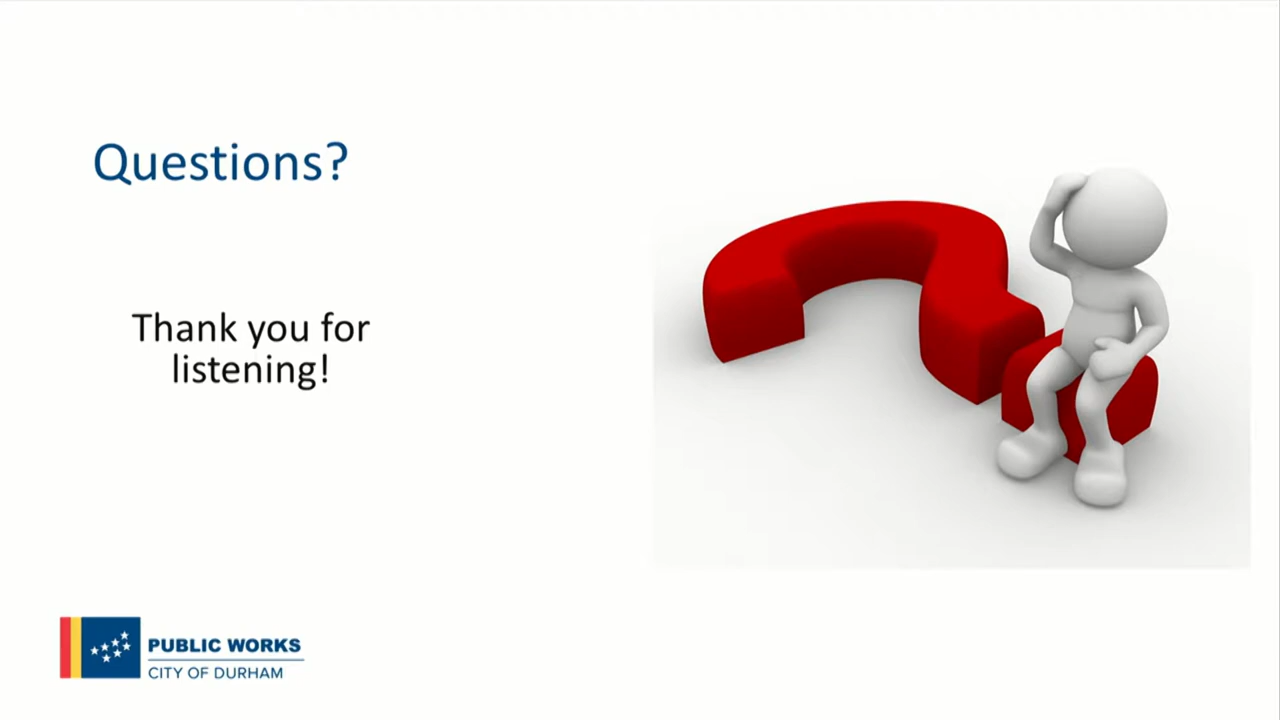 Questions?
Thank you for
listening!
PUBLIC WORKS
CITY OF DURHAM